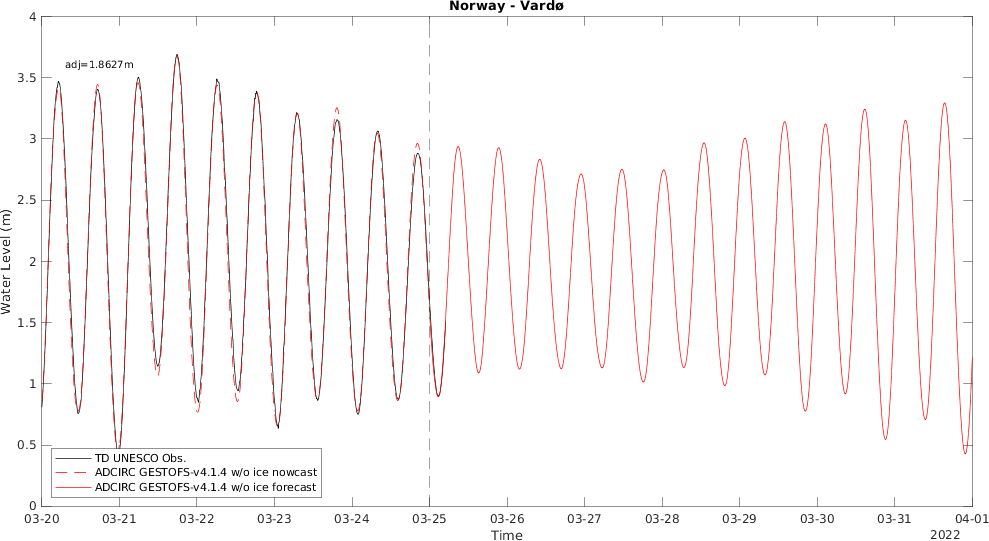 Norway - Vardø
adj=1.8627m
Water Level (m)
4
3.5
3
2.5
2
1.5
1
0.5
0
TD UNESCO Obs.
ADCIRC GESTOFS-v4.1.4 w/o ice nowcast
ADCIRC GESTOFS-v4.1.4 w/o ice forecast
03-20 03-21 03-22 03-23 03-24 03-25 03-26 03-27 03-28 03-29 03-30 03-31 04-01
Time
2022